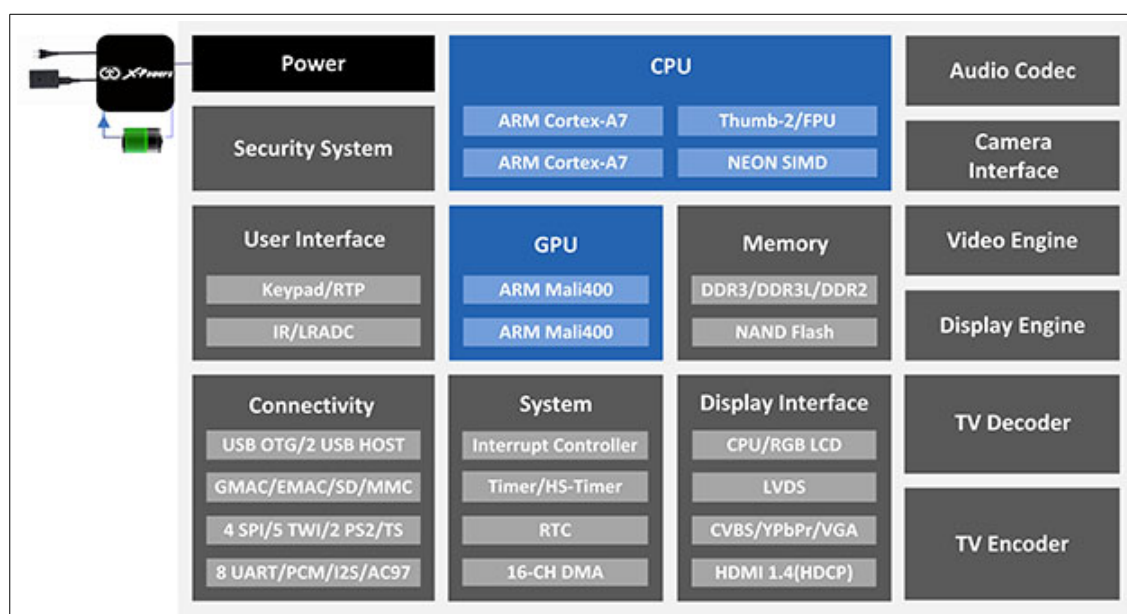 X-Powers
Power
Security System
CPU
ARM Cortex-A7
Thumb-2/FPU
ARM Cortex-A7
NEON SIMD
Audio Codec
Camera
Interface
User Interface
Keypad/RTP
IR/LRADC
GPU
ARM Mali400
ARM Mali400
Memory
DDR3/DDR3L/DDR2
NAND Flash
Video Engine
Display Engine
Connectivity
USB OTG/2 USB HOST
GMAC/EMAC/SD/MMC
4 SPI/5 TWI/2 PS2/TS
8 UART/PCM/I2S/AC97
System
Interrupt Controller
Timer/HS-Timer
RTC
16-CH DMA
Display Interface
CPU/RGB LCD
LVDS
CVBS/YPbPr/VGA
HDMI 1.4(HDCP)
TV Decoder
TV Encoder